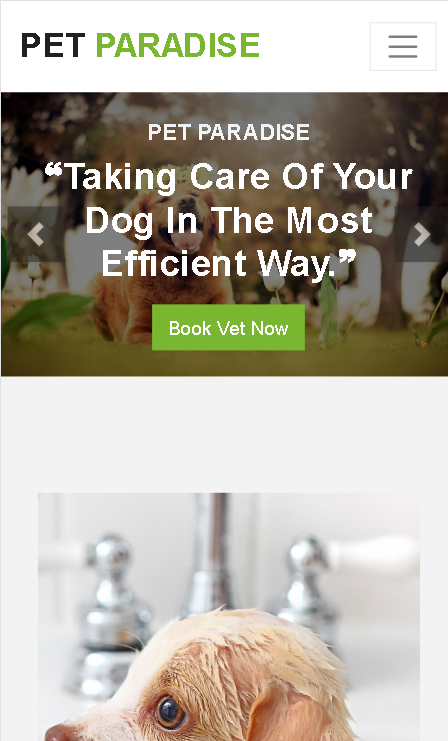 PET PARADISE
PET PARADISE
❝Taking Care Of Your
Dog In The Most
Efficient Way.❞
Book Vet Now